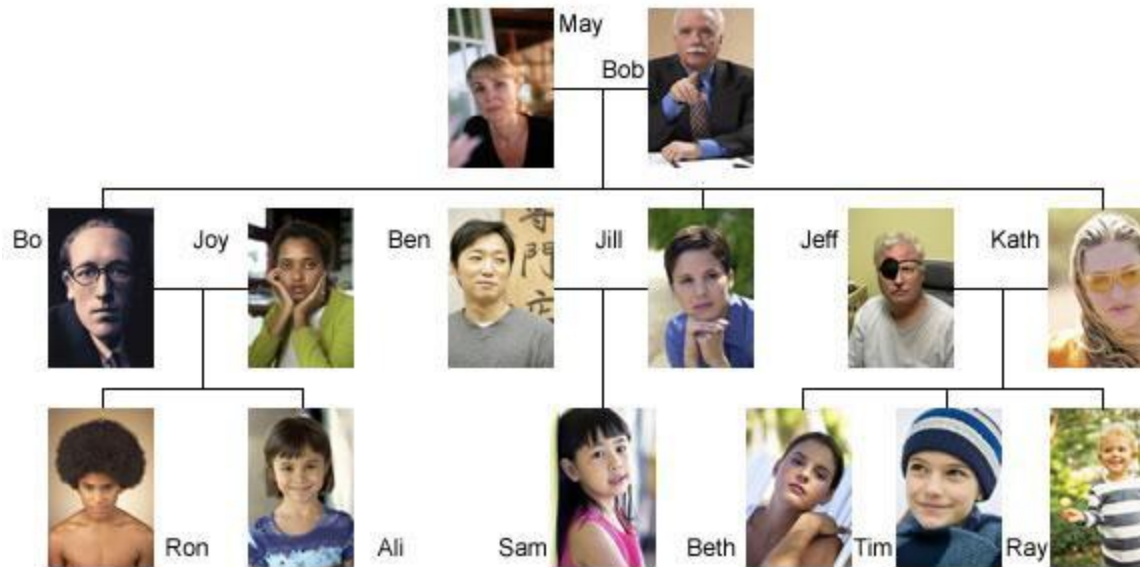 May
Bob
Bo
Joy
Ben
Jill
Jeff
Kath
Ron
Ali
Sam
Beth
Tim
Ray